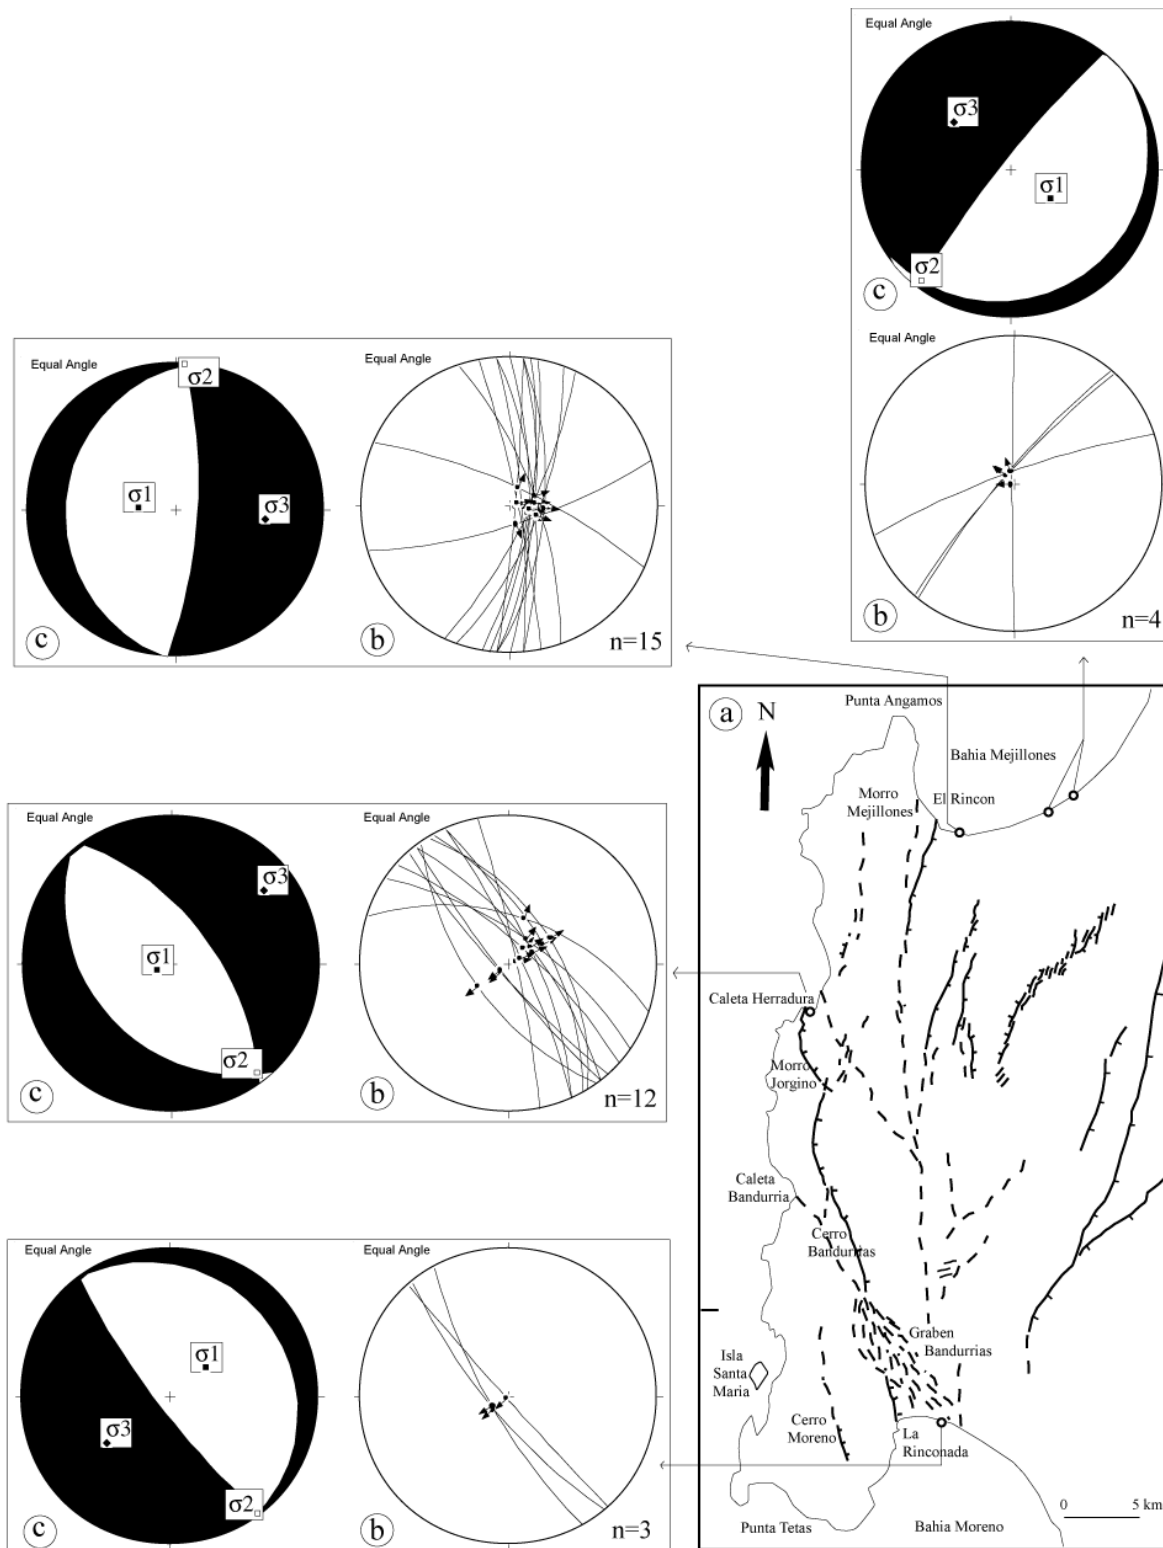 Equal Angle
σ3
σ1
σ2
c
Equal Angle
b
n=4
Equal Angle
σ2
σ1
σ3
c
Equal Angle
b
n=15
Equal Angle
σ3
σ1
σ2
c
Equal Angle
b
n=12
Equal Angle
σ1
σ3
σ2
c
Equal Angle
b
n=3
a
N
Punta Angamos
Bahia Mejillones
Morro
Mejillones
El Rincon
Caleta Herradura
Morro
Jorgino
Caleta
Bandurria
Cerro
Bandurrias
Graben
Bandurrias
Isla
Santa
Maria
Cerro
Moreno
La
Rinconada
Punta Tetas
Bahia Moreno
0 5 km